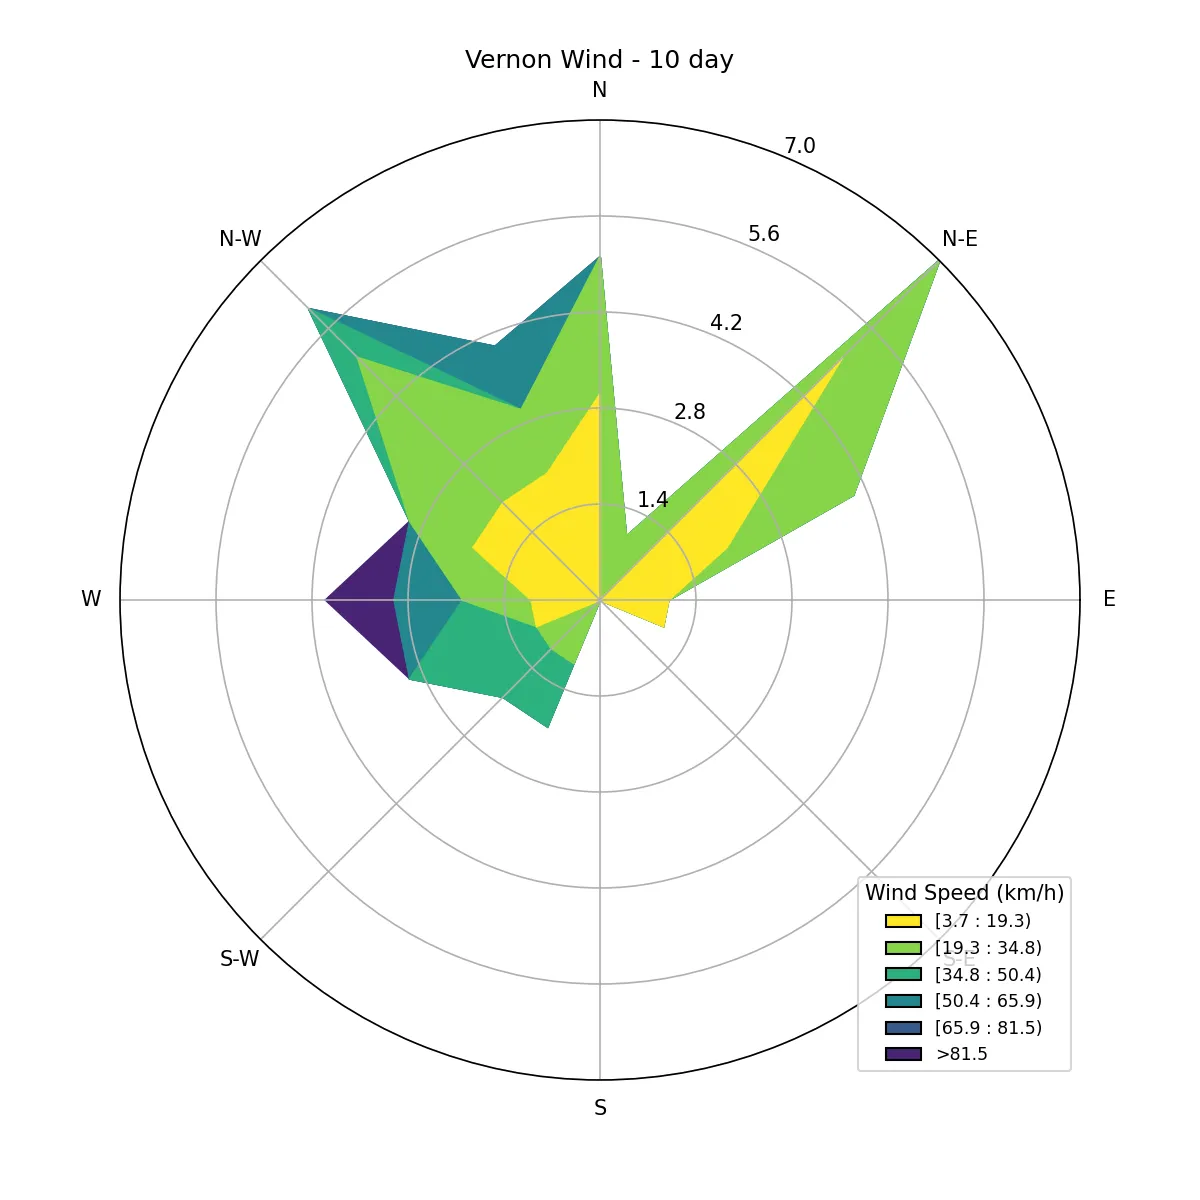 Vernon Wind - 10 day
N
7.0
5.6
N-W
N-E
4.2
2.8
1.4
W
E
S-W
S-E
S
Wind Speed (km/h)
[3.7 : 19.3)
[19.3 : 34.8)
[34.8 : 50.4)
[50.4 : 65.9)
[65.9 : 81.5)
>81.5